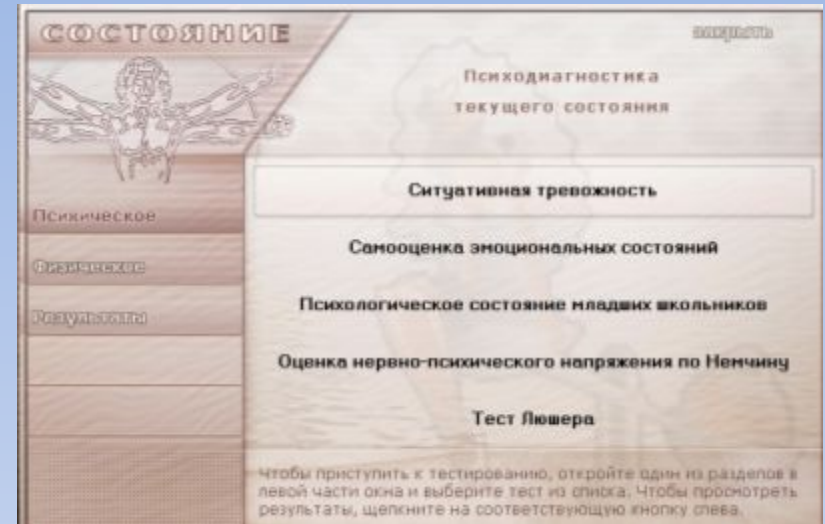 СОСТОЯНИЕ
закрыть
Психодиагностика
текущего состояния
Психическое
Физическое
Результаты
Ситуативная тревожность
Самооценка эмоциональных состояний
Психологическое состояние младших школьников
Оценка нервно-психического напряжения по Немчину
Тест Люшера
Чтобы приступить к тестированию, откройте один из разделов в
левой части окна и выберите тест из списка. Чтобы просмотреть
результаты, щелкните на соответствующую кнопку слева.